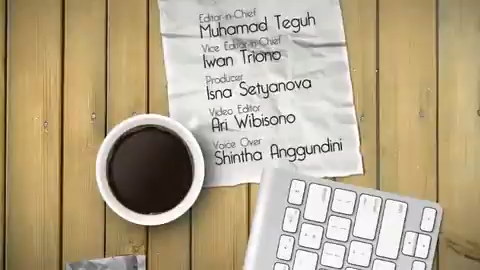 Editor-in-Chief
Muhamad Teguh
Vice Editor-in-Chief
Iwan Triono
Producer
Isna Setyanova
Video Editor
Ari Wibisono
Voice Over
Shintha Anggundini